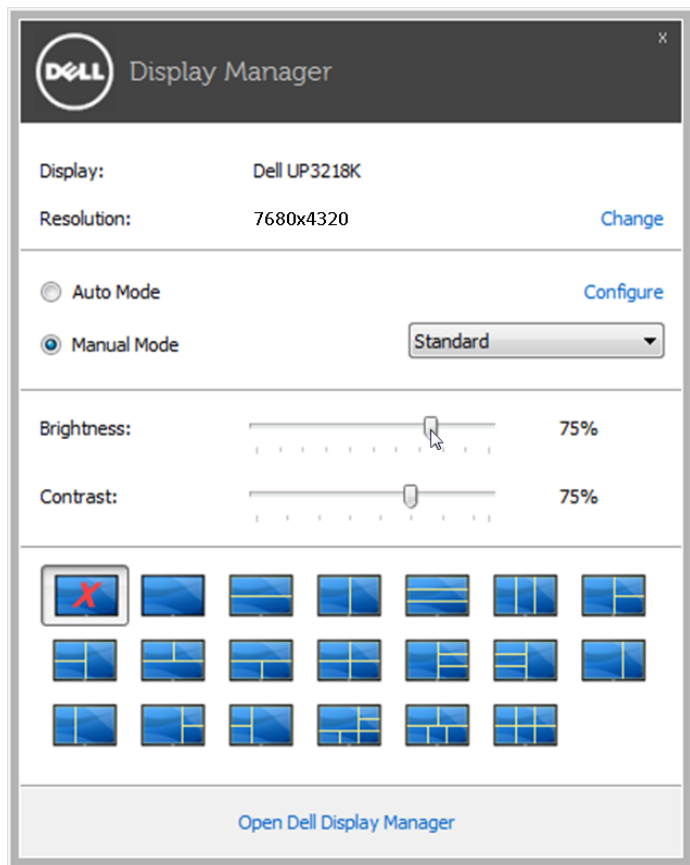 DELL Display Manager x
Display: Dell UP3218K
Resolution: 7680x4320 Change
Auto Mode Configure
Manual Mode Standard
Brightness: 75%
Contrast: 75%
X
Open Dell Display Manager